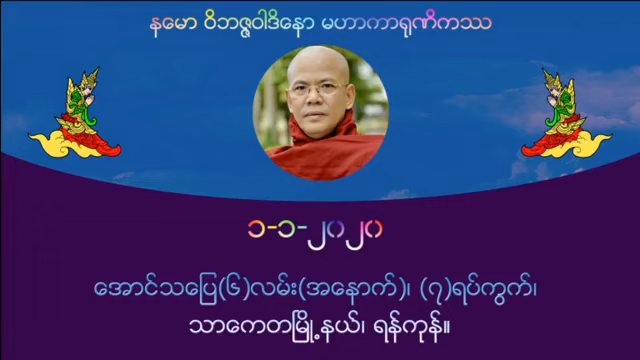 နမော ဝိဘဇ္ဇဝါဒိနော မဟာကာရုဏိကဿ
၁-၁-၂၀၂၀
အောင်သပြေ(၆)လမ်း(အနောက်)၊ (၇)ရပ်ကွက်၊
သာကေတမြို့နယ်၊ ရန်ကုန်။